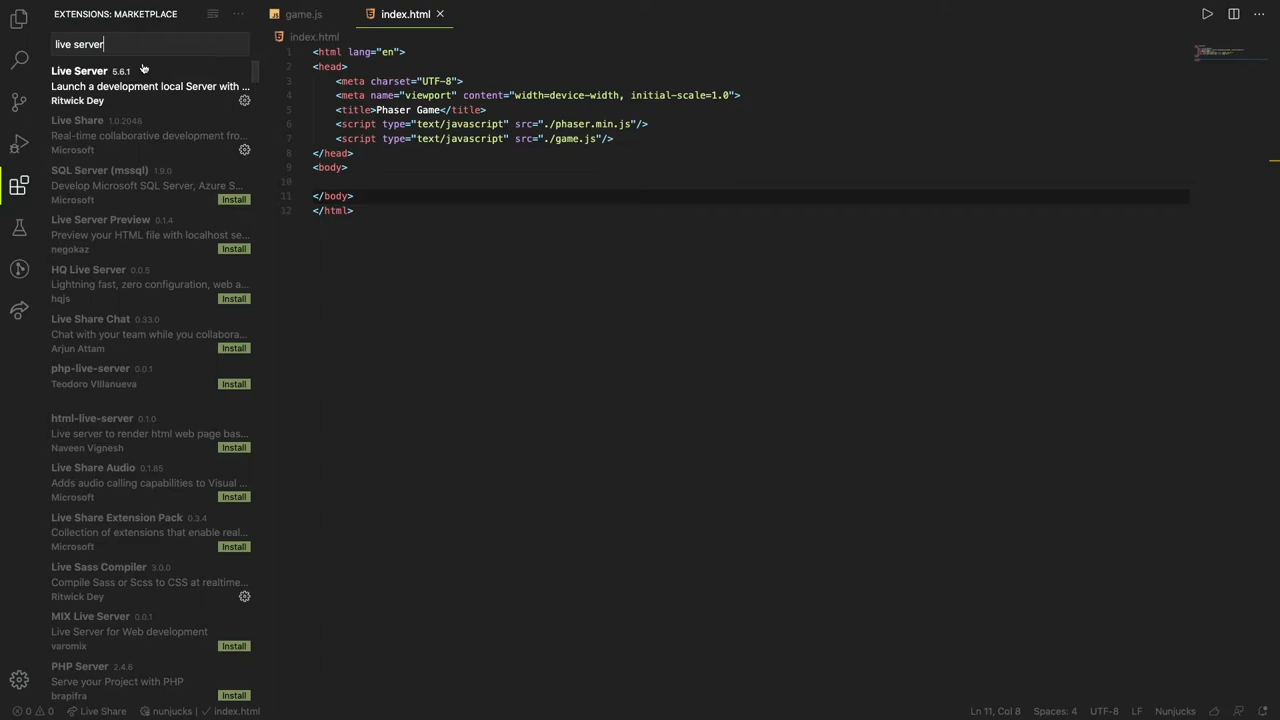 EXTENSIONS: MARKETPLACE
live server
Live Server 5.6.1
Launch a development local Server with ...
Ritwick Dey
Live Share 1.0.2046
Real-time collaborative development fro...
Microsoft
SQL Server (mssql) 1.9.0
Develop Microsoft SQL Server, Azure S...
Microsoft Install
Live Server Preview 0.1.4
Preview your HTML file with localhost se...
negokaz Install
HQ Live Server 0.0.5
Lightning fast, zero configuration, web a...
hqjs Install
Live Share Chat 0.33.0
Chat with your team while you collabora...
Arjun Attam Install
php-live-server 0.0.1
Teodoro Villanueva Install
html-live-server 0.1.0
Live server to render html web page bas...
Naveen Vignesh Install
Live Share Audio 0.1.85
Adds audio calling capabilities to Visual ...
Microsoft Install
Live Share Extension Pack 0.3.4
Collection of extensions that enable real...
Microsoft Install
Live Sass Compiler 3.0.0
Compile Sass or Scss to CSS at realtime...
Ritwick Dey
MIX Live Server 0.0.1
Live Server for Web development
varomix Install
PHP Server 2.4.6
Serve your Project with PHP
brapifra Install
game.js index.html
index.html
1 <html lang="en">
2 <head>
3 <meta charset="UTF-8">
4 <meta name="viewport" content="width=device-width, initial-scale=1.0">
5 <title>Phaser Game</title>
6 <script type="text/javascript" src="./phaser.min.js"/>
7 <script type="text/javascript" src="./game.js"/>
8 </head>
9 <body>
10
11 </body>
12 </html>
0 0 Live Share nunjucks | index.html Ln 11, Col 8 Spaces: 4 UTF-8 LF Nunjucks